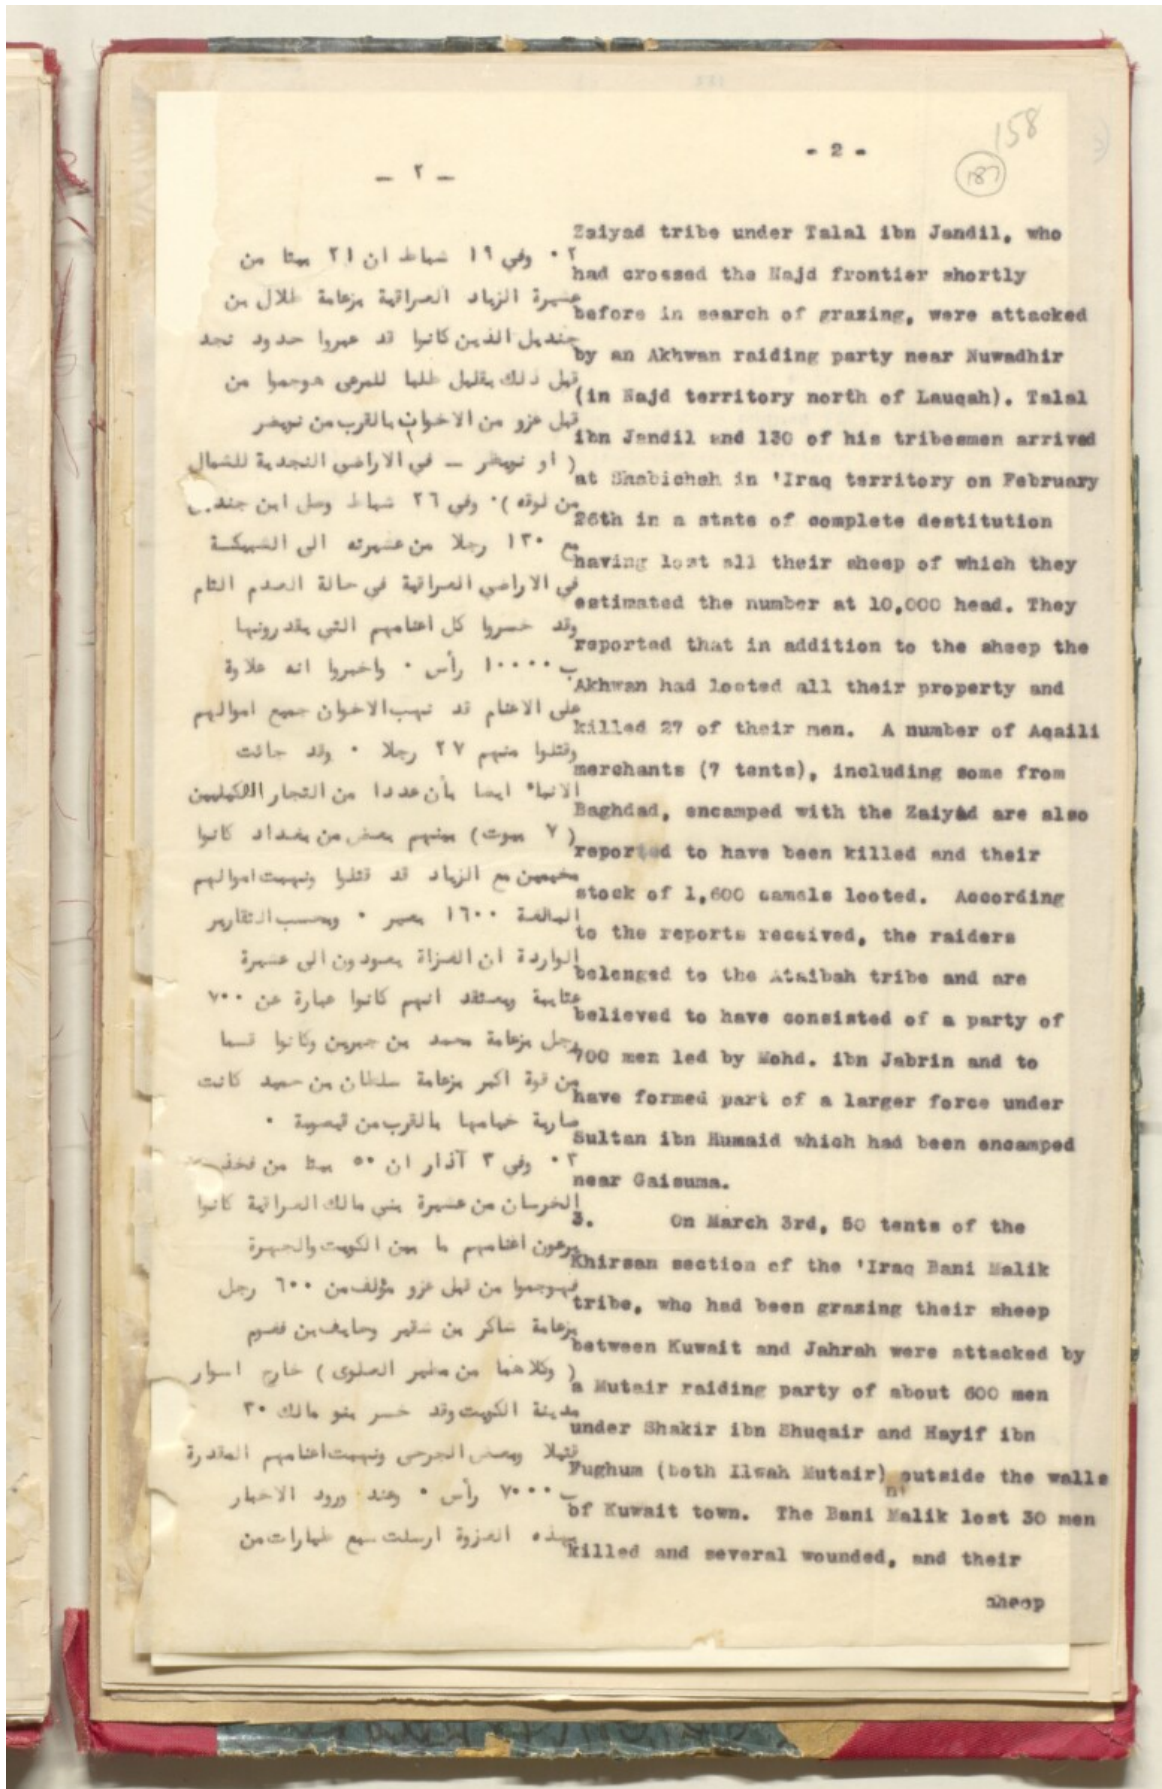 158
187
- 2 -
Zaiyad tribe under Talal ibn Jandil, who
had crossed the Najd frontier shortly
before in search of grazing, were attacked
by an Akhwan raiding party near Nuwadhir
(in Najd territory north of Lauqah). Talal
ibn Jandil and 130 of his tribesmen arrived
at Shabichah in 'Iraq territory on February
26th in a state of complete destitution
having lost all their sheep of which they
estimated the number at 10,000 head. They
reported that in addition to the sheep the
Akhwan had looted all their property and
killed 27 of their men. A number of Aqaili
merchants (7 tents), including some from
Baghdad, encamped with the Zaiyad are also
reported to have been killed and their
stock of 1,600 camels looted. According
to the reports received, the raiders
belonged to the Ataibah tribe and are
believed to have consisted of a party of
700 men led by Mohd. ibn Jabrin and to
have formed part of a larger force under
Sultan ibn Humaid which had been encamped
near Gaisuma.
3. On March 3rd, 50 tents of the
Khirsan section of the 'Iraq Bani Malik
tribe, who had been grazing their sheep
between Kuwait and Jahrah were attacked by
a Mutair raiding party of about 600 men
under Shakir ibn Shuqair and Hayif ibn
Fughum (both Ilwah Mutair) outside the walls
of Kuwait town. The Bani Malik lost 30 men
killed and several wounded, and their
sheep
- ٢ -
٢٠ وفي ١٩ شباط ان ٢١ بيتا من
عشيرة الزياد العراقية بزعامة طلال بن
جنديل الذين كانوا قد عبروا حدود نجد
قبل ذلك بقليل طلبا للمرعى هوجموا من
قبل غزو من الاخوان بالقرب من نويضر
( او نويظر - في الاراضي النجدية للشمال
من لوقه )٠ وفي ٢٦ شباط وصل ابن
مع ١٣٠ رجلا من عشيرته الى الشبيكة
في الاراضي العراقية في حالة العدم التام
وقد خسروا كل اغنامهم التي يقدرونها
ب ١٠٠٠٠ رأس ٠ واخبروا انه علاوة
على الاغنام قد نهب الاخوان جميع اموالهم
وقتلوا منهم ٢٧ رجلا ٠ وقد جائت
الانباء ايضا بأن عددا من التجار العكيليين
( ٧ بيوت) بينهم بعض من بغداد كانوا
مخيمين مع الزياد قد قتلوا ونهبت اموالهم
البالغة ١٦٠٠ بعير ٠ وبحسب التقارير
الواردة ان الغزاة يعودون الى عشيرة
عتايبة ويعتقد انهم كانوا عبارة عن ٧٠٠
رجل بزعامة محمد بن جبرين وكانوا قسما
من قوة اكبر بزعامة سلطان بن حميد كانت
ضاربة خيامها بالقرب من قيصومة ٠
٣٠ وفي ٣ آذار ان ٥٠ بيتا من فخذ
الخرسان من عشيرة بني مالك العراقية كانوا
يرعون اغنامهم ما بين الكويت والجهرة
فهوجموا من قبل غزو مؤلف من ٦٠٠ رجل
بزعامة شاكر بن شقير وحايف بن فغوم
( وكلاهما من مطير العلوى ) خارج اسوار
مدينة الكويت وقد خسر بنو مالك ٣٠
قتيلا وبعض الجرحى ونهبت اغنامهم المقدرة
ب ٧٠٠٠ رأس ٠ وعند ورود الاخبار
بهذه الغزوة ارسلت سبع طيارات من